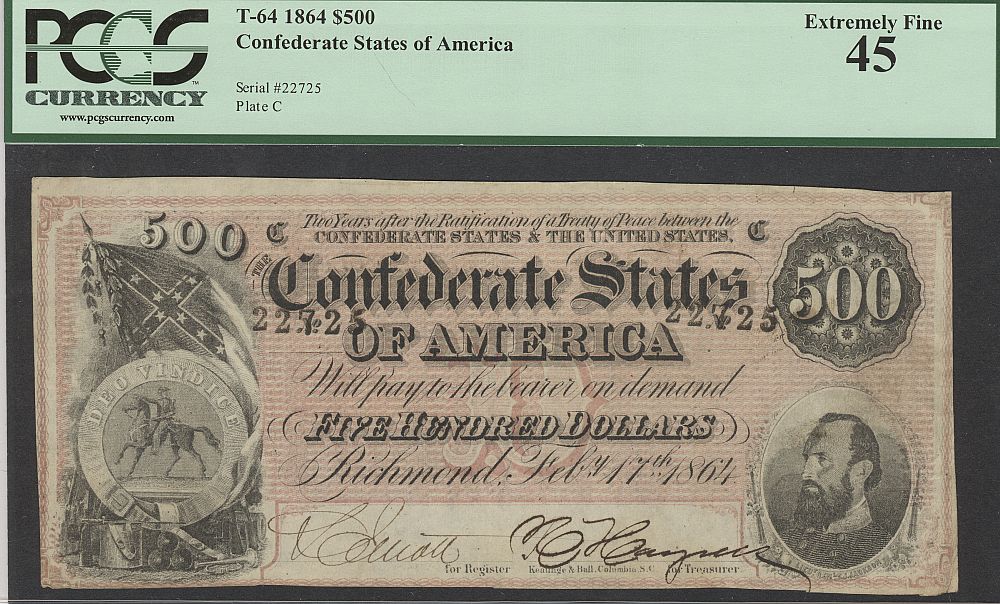 PCGS
™
CURRENCY
www.pcgscurrency.com
T-64 1864 $500
Confederate States of America
Serial #22725
Plate C
Extremely Fine
45
500
C
Two Years after the Ratification of a Treaty of Peace between the
CONFEDERATE STATES & THE UNITED STATES,
C
THE
Confederate States
500
22725
22725
OF AMERICA
Will pay to the bearer on demand
FIVE HUNDRED DOLLARS
Richmond, Feby 17th 1864
DEO VINDICE
for Register
Keatinge & Ball, Columbia, S.C.
for Treasurer